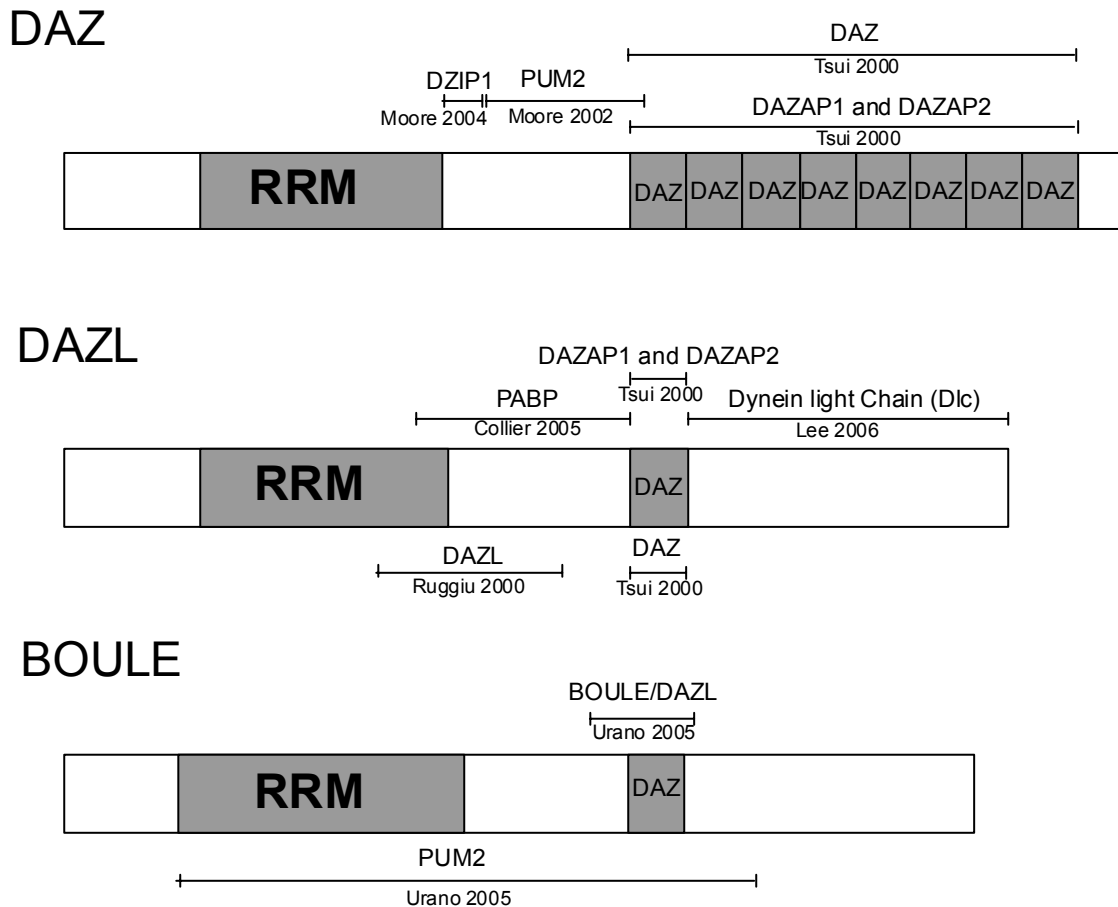 DAZ
DAZ
Tsui 2000
DZIP1 PUM2
Moore 2004 Moore 2002
DAZAP1 and DAZAP2
Tsui 2000
RRM DAZ DAZ DAZ DAZ DAZ DAZ DAZ DAZ
DAZL
DAZAP1 and DAZAP2
Tsui 2000
PABP Dynein light Chain (Dlc)
Collier 2005 Lee 2006
RRM DAZ
DAZL DAZ
Ruggiu 2000 Tsui 2000
BOULE
BOULE/DAZL
Urano 2005
RRM DAZ
PUM2
Urano 2005